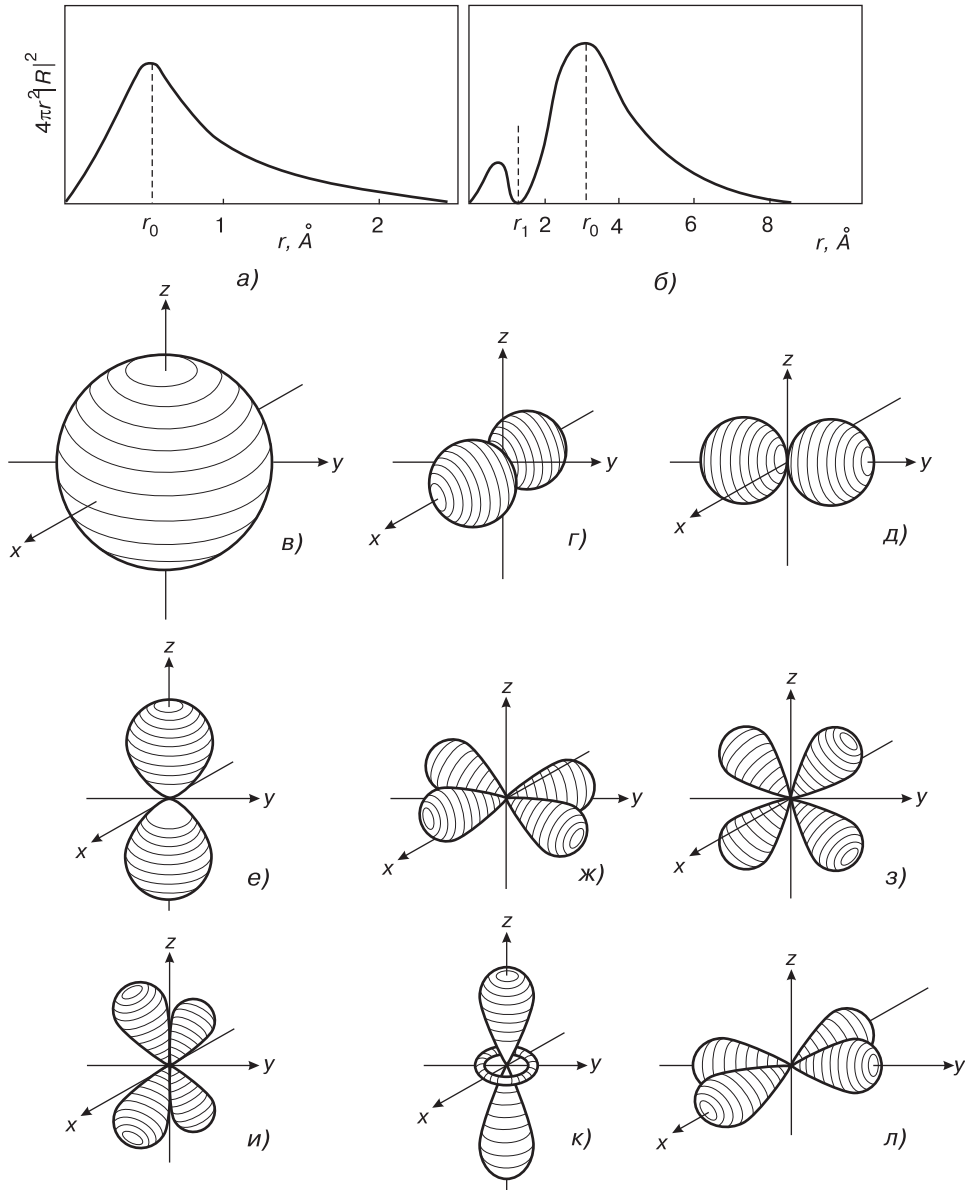 4πr²|R|²
r₀ 1 2
r, Å
а)
r₁ 2 r₀ 4 6 8
r, Å
б)
z
y
x
в)
z
y
x
г)
z
y
x
д)
z
y
x
е)
z
y
x
ж)
z
y
x
з)
z
y
x
и)
z
y
x
к)
z
y
x
л)